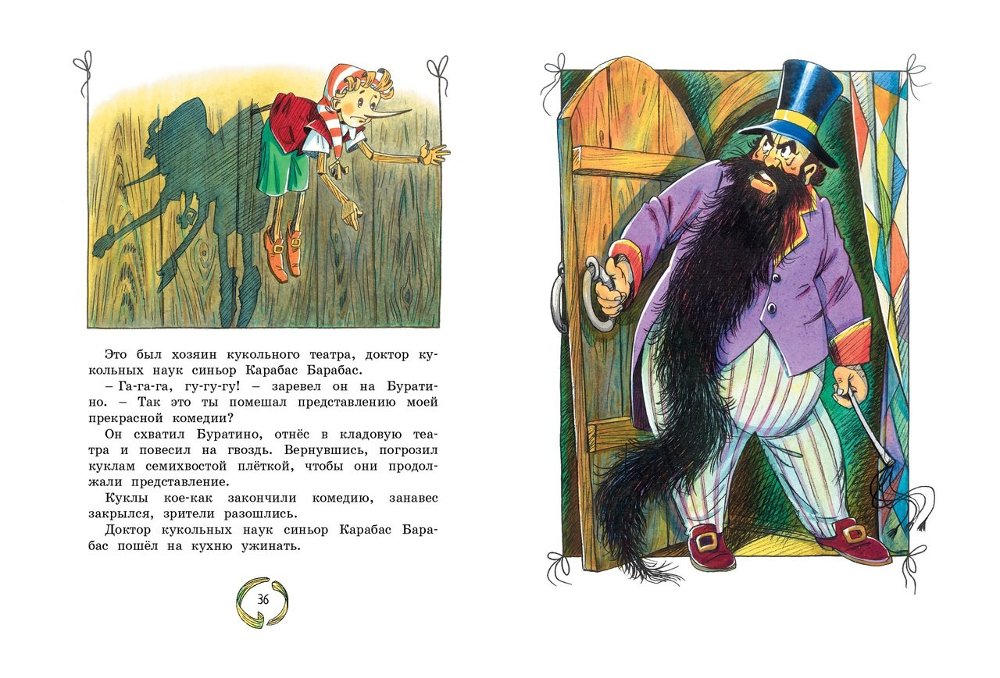 Это был хозяин кукольного театра, доктор ку-
кольных наук синьор Карабас Барабас.
– Га-га-га, гу-гу-гу! – заревел он на Бурати-
но. – Так это ты помешал представлению моей
прекрасной комедии?
Он схватил Буратино, отнёс в кладовую теа-
тра и повесил на гвоздь. Вернувшись, погрозил
куклам семихвостой плёткой, чтобы они продол-
жали представление.
Куклы кое-как закончили комедию, занавес
закрылся, зрители разошлись.
Доктор кукольных наук синьор Карабас Бара-
бас пошёл на кухню ужинать.
36